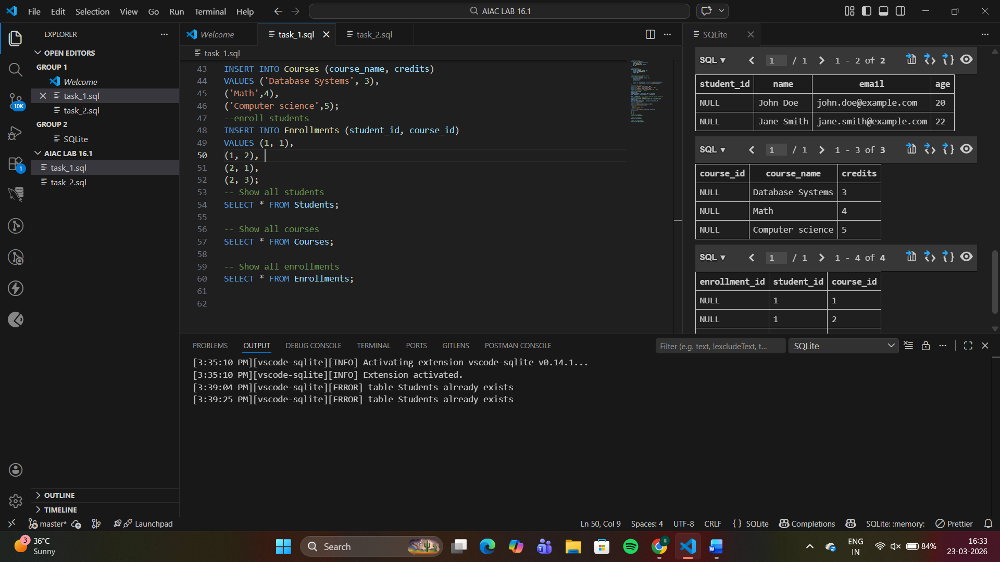 File Edit Selection View Go Run Terminal Help
AIAC LAB 16.1
EXPLORER
OPEN EDITORS
GROUP 1
Welcome
task_1.sql
task_2.sql
GROUP 2
SQLite
AIAC LAB 16.1
task_1.sql
task_2.sql
OUTLINE
TIMELINE
10K
1
Welcome
task_1.sql
task_2.sql
task_1.sql
43 INSERT INTO Courses (course_name, credits)
44 VALUES ('Database Systems', 3),
45 ('Math',4),
46 ('Computer science',5);
47 --enroll students
48 INSERT INTO Enrollments (student_id, course_id)
49 VALUES (1, 1),
50 (1, 2),
51 (2, 1),
52 (2, 3);
53 -- Show all students
54 SELECT * FROM Students;
55
56 -- Show all courses
57 SELECT * FROM Courses;
58
59 -- Show all enrollments
60 SELECT * FROM Enrollments;
61
62
SQLite
SQL 1 / 1 1 - 2 of 2
student_id name email age
NULL John Doe john.doe@example.com 20
NULL Jane Smith jane.smith@example.com 22
SQL 1 / 1 1 - 3 of 3
course_id course_name credits
NULL Database Systems 3
NULL Math 4
NULL Computer science 5
SQL 1 / 1 1 - 4 of 4
enrollment_id student_id course_id
NULL 1 1
NULL 1 2
PROBLEMS OUTPUT DEBUG CONSOLE TERMINAL PORTS GITLENS POSTMAN CONSOLE
Filter (e.g. text, !excludeText, t...
SQLite
[3:35:10 PM][vscode-sqlite][INFO] Activating extension vscode-sqlite v0.14.1...
[3:35:10 PM][vscode-sqlite][INFO] Extension activated.
[3:39:04 PM][vscode-sqlite][ERROR] table Students already exists
[3:39:25 PM][vscode-sqlite][ERROR] table Students already exists
master* Launchpad
Ln 50, Col 9 Spaces: 4 UTF-8 CRLF {} SQLite Completions SQLite: :memory: Prettier
3
36°C
Sunny
Search
ENG
IN
84%
16:33
23-03-2026